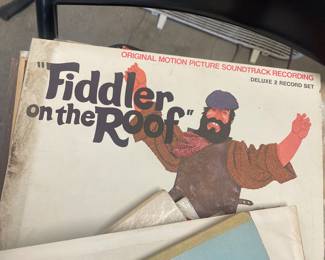 ORIGINAL MOTION PICTURE SOUNDTRACK RECORDING
DELUXE 2 RECORD SET
"Fiddler
on the Roof"